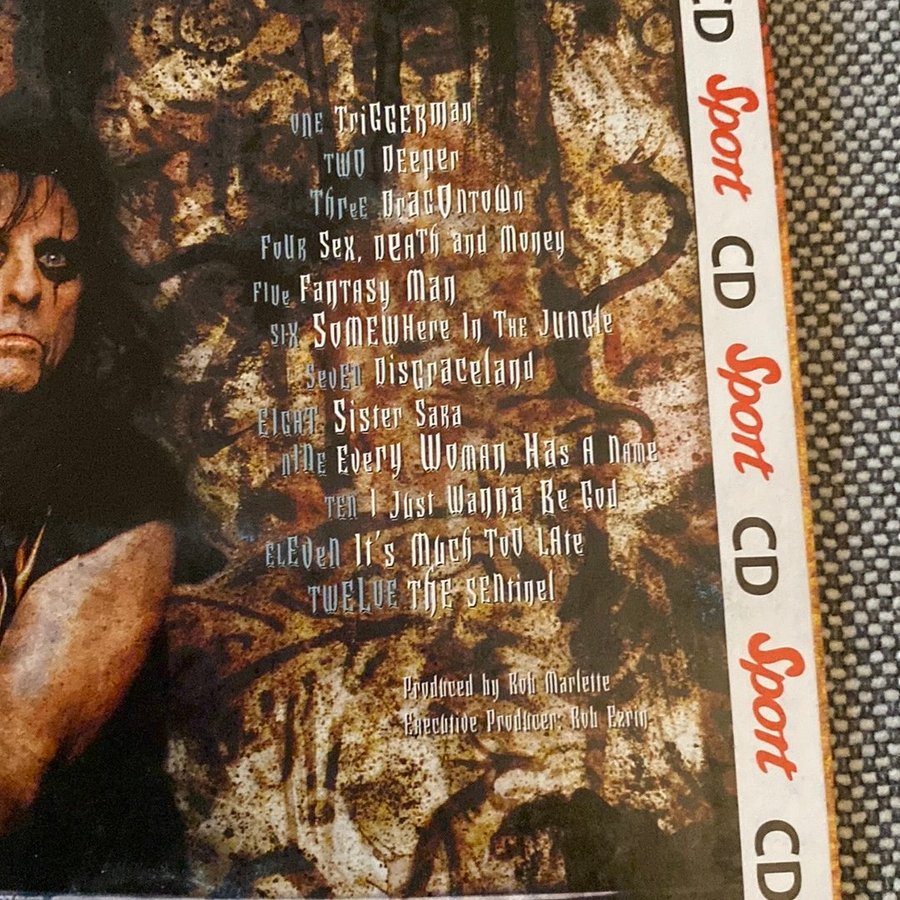 ONE TRiGGERMan
TWO DEEPER
THReE DRaGONTOWN
FOUR SEX, DEATH and Money
FIVE FANTASY MAN
SIX SOMEWHere In THE JUNGLE
SEVEN DISGraceland
EIGHT Sister Sara
NINE Every Woman Has A Name
TEN I Just Wanna Be God
ELEVEN It's Much Too Late
TWELVE THE SENtinel
Produced by Bob Marlette
Executive Producer: Bob Ezrin
CD
Sport
CD
Sport
CD
Sport
CD